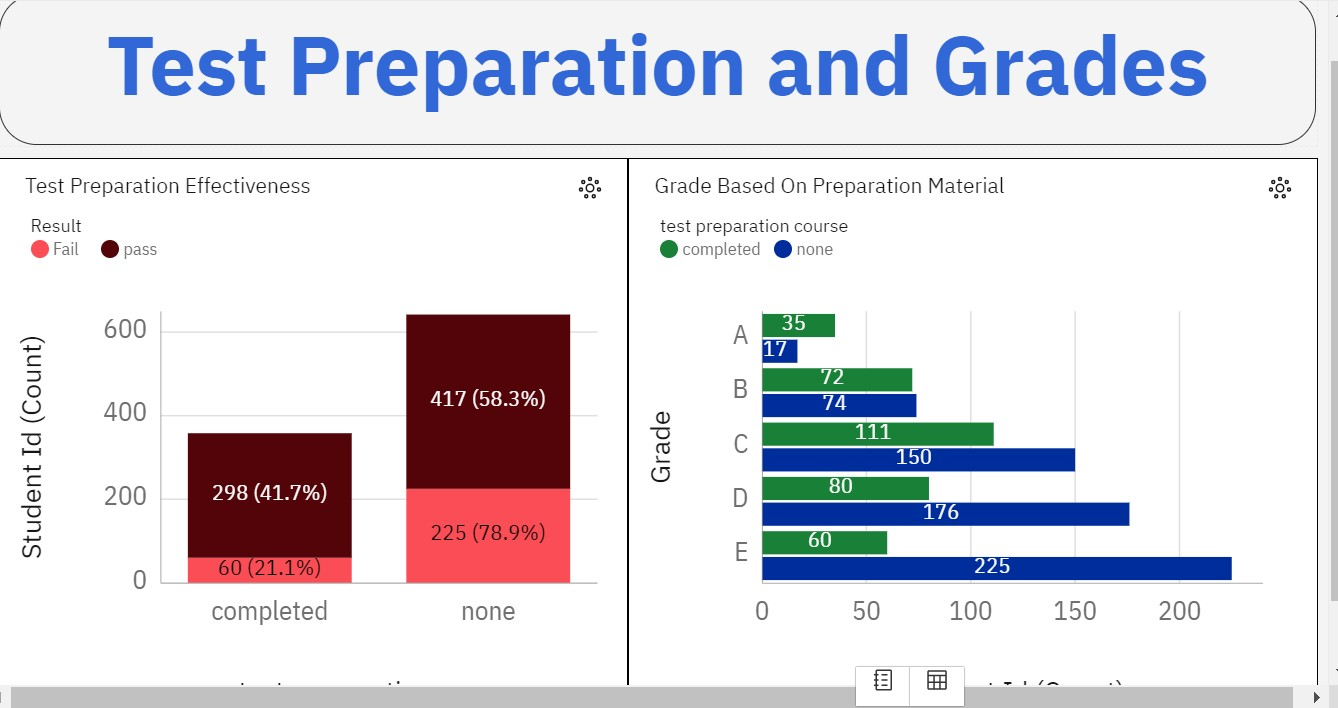 Test Preparation and Grades
Test Preparation Effectiveness
Result
Fail pass
Student Id (Count)
600
400
200
0
298 (41.7%)
60 (21.1%)
417 (58.3%)
225 (78.9%)
completed none
Grade Based On Preparation Material
test preparation course
completed none
Grade
A
35
17
B
72
74
C
111
150
D
80
176
E
60
225
0 50 100 150 200